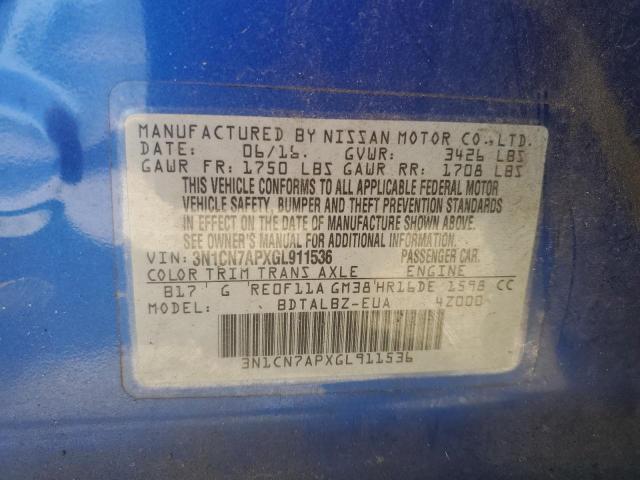 MANUFACTURED BY NISSAN MOTOR CO.,LTD.
DATE: 06/16. GVWR: 3426 LBS
GAWR FR: 1750 LBS GAWR RR: 1708 LBS
THIS VEHICLE CONFORMS TO ALL APPLICABLE FEDERAL MOTOR
VEHICLE SAFETY, BUMPER AND THEFT PREVENTION STANDARDS
IN EFFECT ON THE DATE OF MANUFACTURE SHOWN ABOVE.
SEE OWNER'S MANUAL FOR ADDITIONAL INFORMATION.
VIN: 3N1CN7APXGL911536 PASSENGER CAR.
COLOR TRIM TRANS AXLE ENGINE
B17 G RE0F11A GM38 HR16DE 1598 CC
MODEL: BDTALBZ-EUA 4Z000
3N1CN7APXGL911536